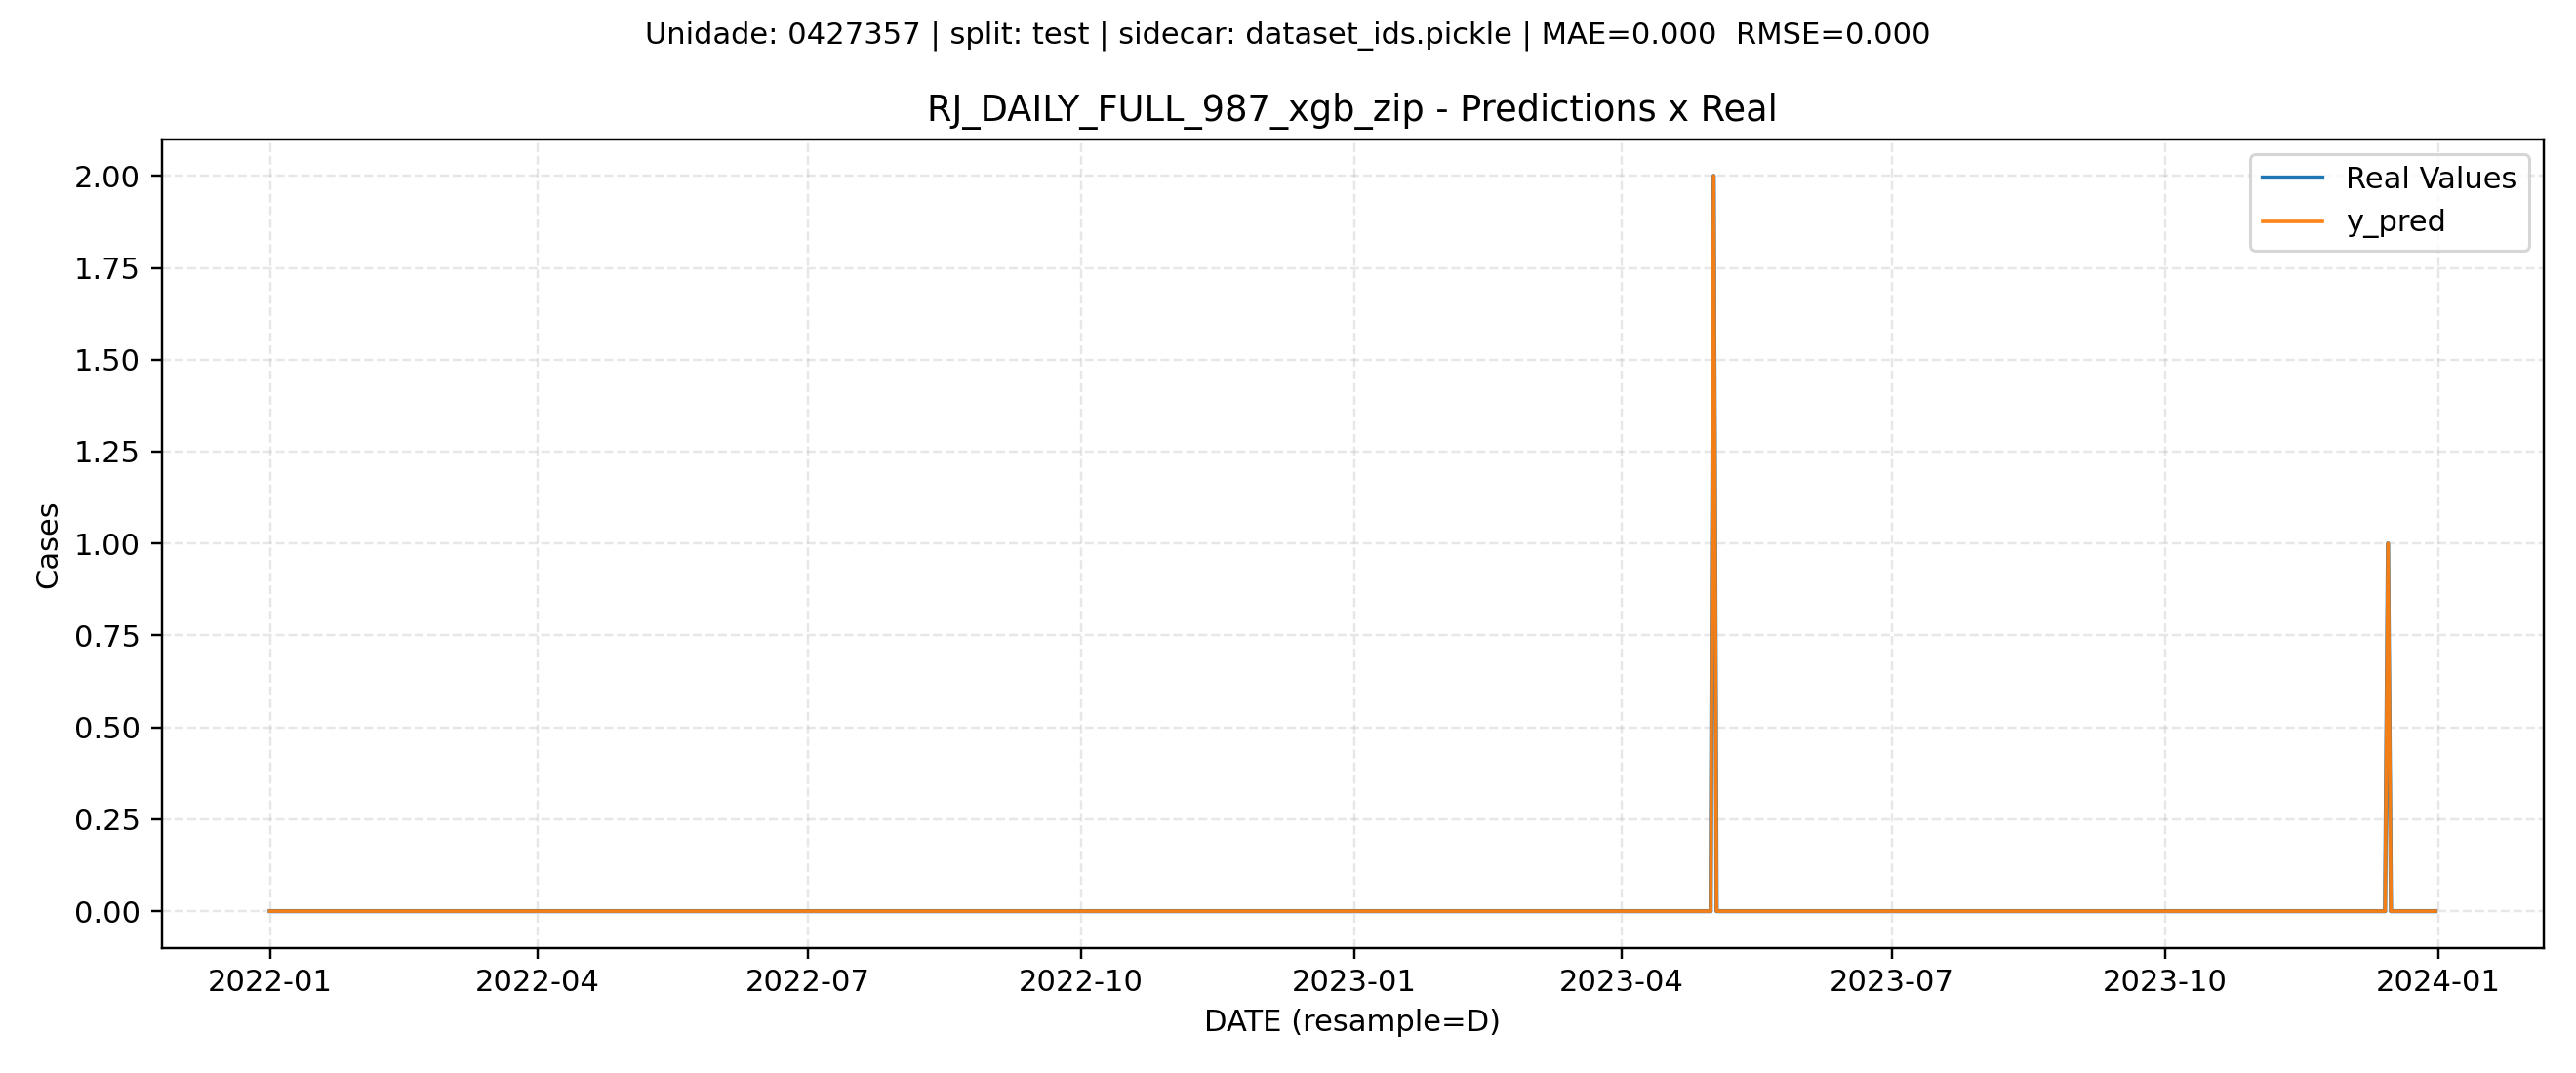 Unidade: 0427357 | split: test | sidecar: dataset_ids.pickle | MAE=0.000  RMSE=0.000
RJ_DAILY_FULL_987_xgb_zip - Predictions x Real
Real Values
y_pred
Cases
2.00
1.75
1.50
1.25
1.00
0.75
0.50
0.25
0.00
2022-01 2022-04 2022-07 2022-10 2023-01 2023-04 2023-07 2023-10 2024-01
DATE (resample=D)